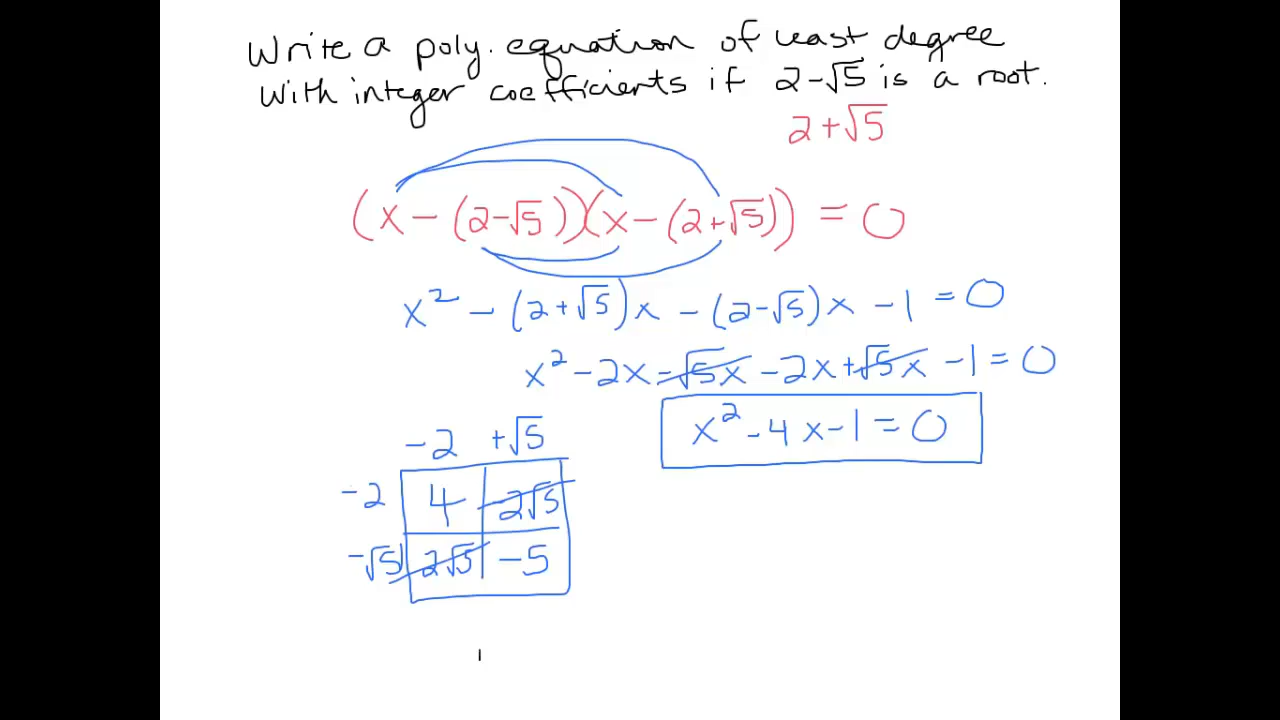 Write a poly. equation of least degree
with integer coefficients if 2-√5 is a root.
2+√5
(x-(2-√5))(x-(2+√5)) = 0
x² - (2+√5)x - (2-√5)x - 1 = 0
x² - 2x - √5x - 2x + √5x - 1 = 0
x² - 4x - 1 = 0
-2 +√5
-2 4 -2√5
-√5 2√5 -5